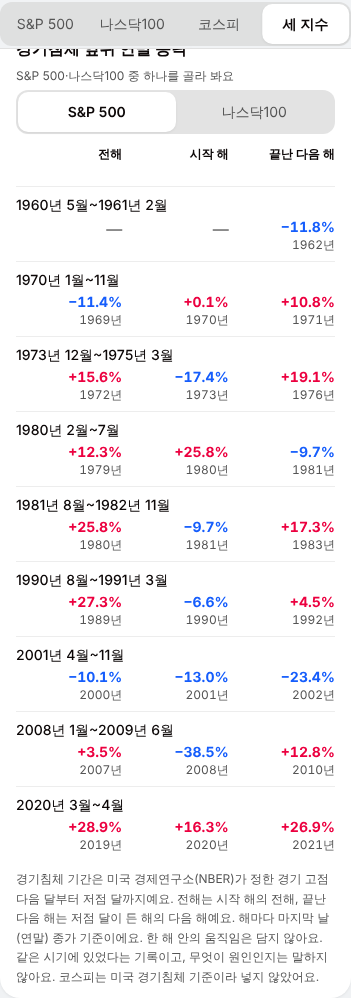 S&P 500 나스닥100 코스피 세 지수
경기침체 앞뒤 연말 등락
S&P 500·나스닥100 중 하나를 골라 봐요
S&P 500 나스닥100
전해 시작 해 끝난 다음 해
1960년 5월~1961년 2월
— — −11.8%
1962년
1970년 1월~11월
−11.4% +0.1% +10.8%
1969년 1970년 1971년
1973년 12월~1975년 3월
+15.6% −17.4% +19.1%
1972년 1973년 1976년
1980년 2월~7월
+12.3% +25.8% −9.7%
1979년 1980년 1981년
1981년 8월~1982년 11월
+25.8% −9.7% +17.3%
1980년 1981년 1983년
1990년 8월~1991년 3월
+27.3% −6.6% +4.5%
1989년 1990년 1992년
2001년 4월~11월
−10.1% −13.0% −23.4%
2000년 2001년 2002년
2008년 1월~2009년 6월
+3.5% −38.5% +12.8%
2007년 2008년 2010년
2020년 3월~4월
+28.9% +16.3% +26.9%
2019년 2020년 2021년
경기침체 기간은 미국 경제연구소(NBER)가 정한 경기 고점
다음 달부터 저점 달까지예요. 전해는 시작 해의 전해, 끝난
다음 해는 저점 달이 든 해의 다음 해예요. 해마다 마지막 날
(연말) 종가 기준이에요. 한 해 안의 움직임은 담지 않아요.
같은 시기에 있었다는 기록이고, 무엇이 원인인지는 말하지
않아요. 코스피는 미국 경기침체 기준이라 넣지 않았어요.